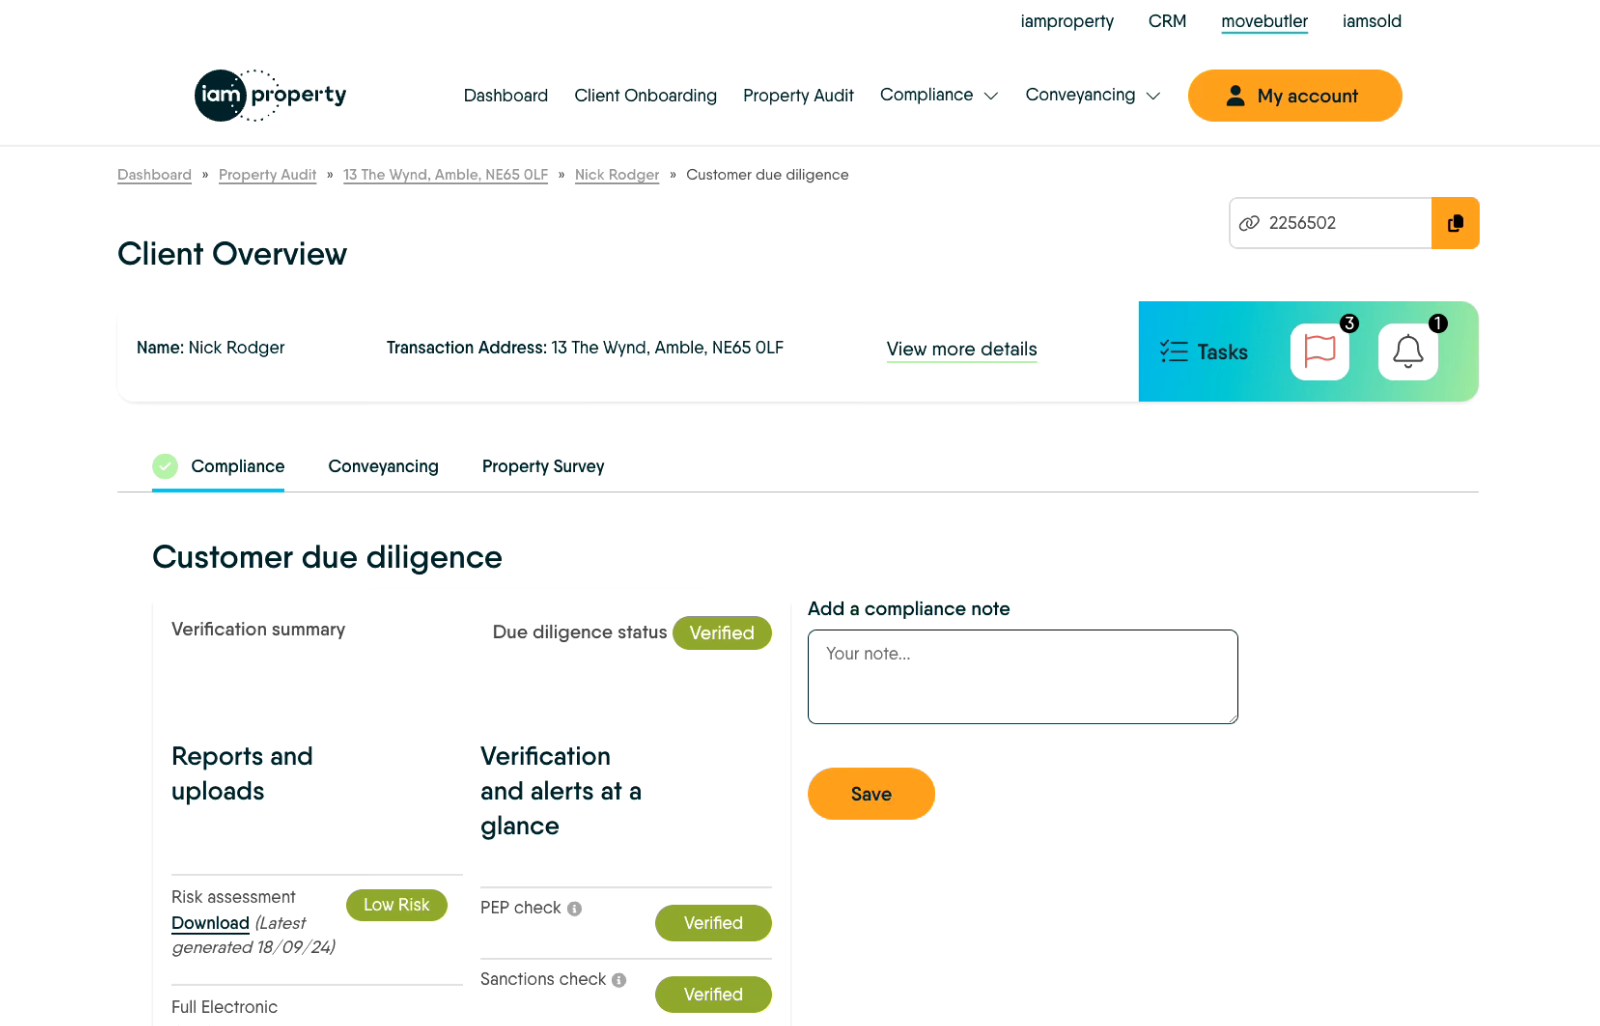 iamproperty CRM movebutler iamsold
iam property Dashboard Client Onboarding Property Audit Compliance Conveyancing My account
Dashboard » Property Audit » 13 The Wynd, Amble, NE65 0LF » Nick Rodger » Customer due diligence
2256502
Client Overview
Name: Nick Rodger Transaction Address: 13 The Wynd, Amble, NE65 0LF View more details Tasks 3 1
Compliance Conveyancing Property Survey
Customer due diligence
Verification summary Due diligence status Verified
Add a compliance note
Your note...
Save
Reports and
uploads
Risk assessment Low Risk
Download (Latest
generated 18/09/24)
Full Electronic
Verification
and alerts at a
glance
PEP check Verified
Sanctions check Verified